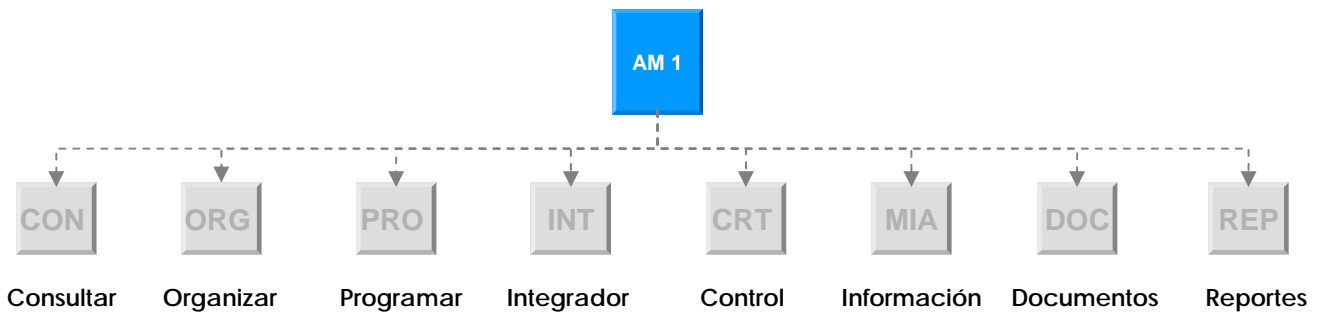 AM 1
CON ORG PRO INT CRT MIA DOC REP
Consultar Organizar Programar Integrador Control Información Documentos Reportes